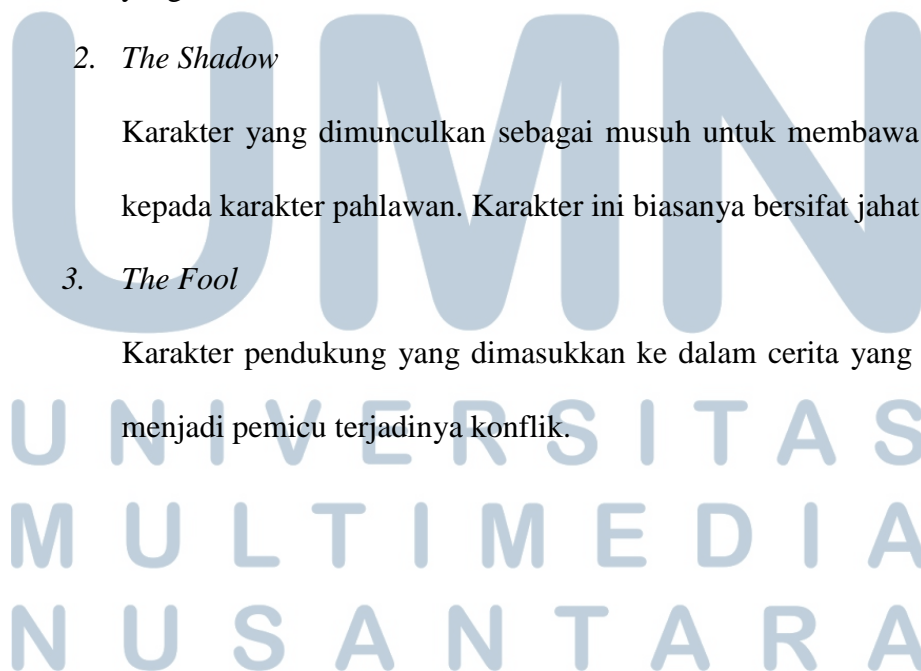 yang
2. The Shadow
Karakter yang dimunculkan sebagai musuh untuk membawa
kepada karakter pahlawan. Karakter ini biasanya bersifat jahat
3. The Fool
Karakter pendukung yang dimasukkan ke dalam cerita yang
menjadi pemicu terjadinya konflik.
UMN
UNIVERSITAS
MULTIMEDIA
NUSANTARA